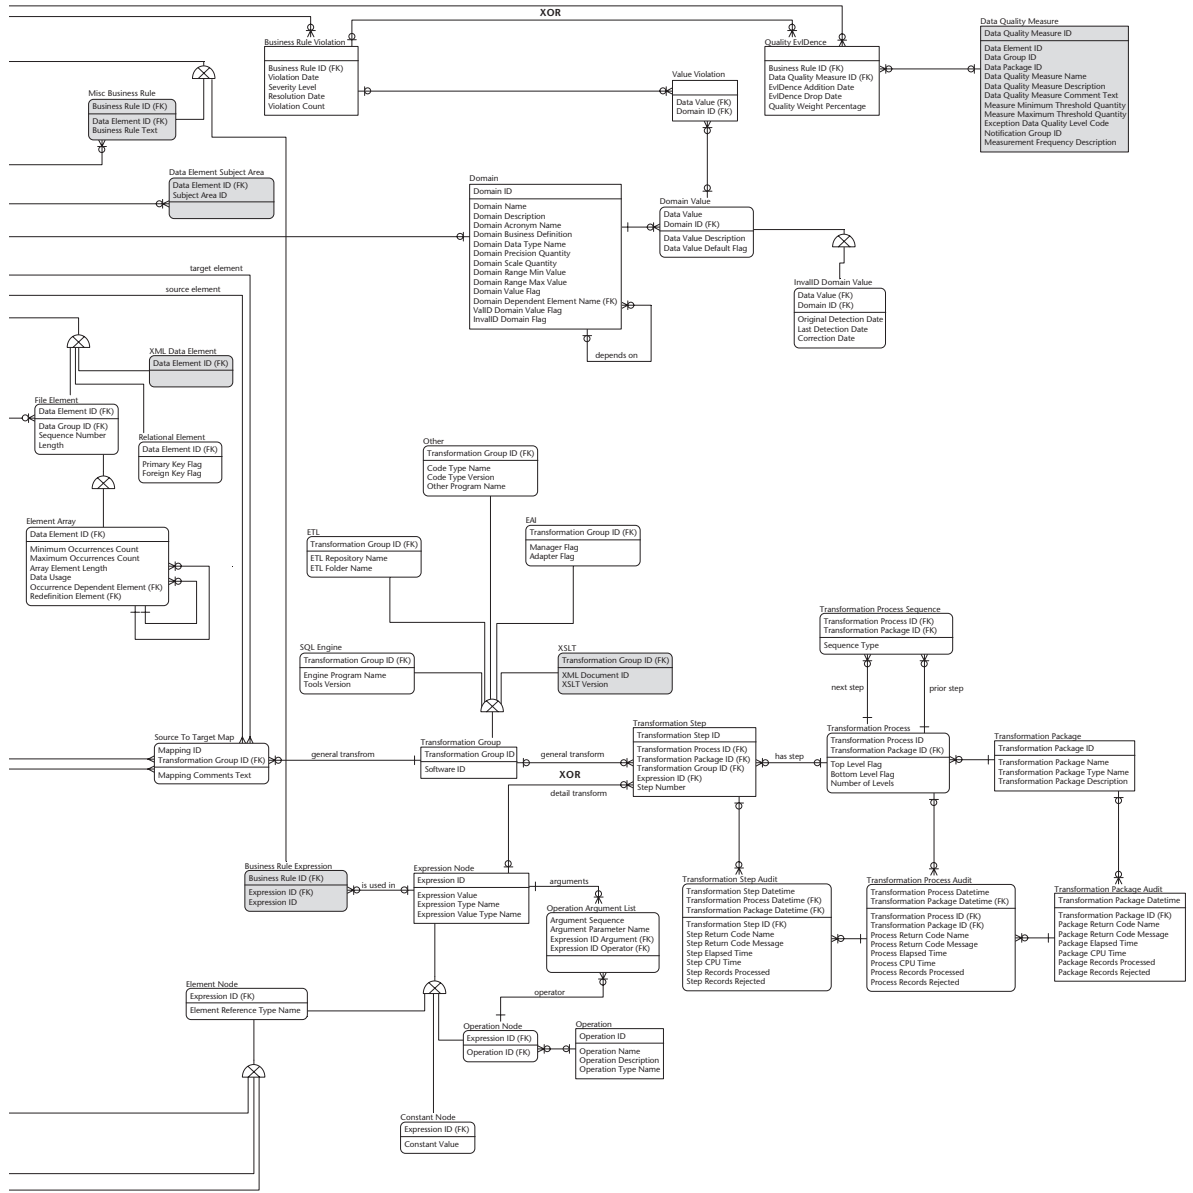 XOR
Business Rule Violation
Business Rule ID (FK)
Violation Date
Severity Level
Resolution Date
Violation Count
Quality EvIDence
Business Rule ID (FK)
Data Quality Measure ID (FK)
EvIDence Addition Date
EvIDence Drop Date
Quality Weight Percentage
Data Quality Measure
Data Quality Measure ID
Data Element ID
Data Group ID
Data Package ID
Data Quality Measure Name
Data Quality Measure Description
Data Quality Measure Comment Text
Measure Minimum Threshold Quantity
Measure Maximum Threshold Quantity
Exception Data Quality Level Code
Notification Group ID
Measurement Frequency Description
Value Violation
Data Value (FK)
Domain ID (FK)
Misc Business Rule
Business Rule ID (FK)
Data Element ID (FK)
Business Rule Text
Data Element Subject Area
Data Element ID (FK)
Subject Area ID
Domain
Domain ID
Domain Name
Domain Description
Domain Acronym Name
Domain Business Definition
Domain Data Type Name
Domain Precision Quantity
Domain Scale Quantity
Domain Range Min Value
Domain Range Max Value
Domain Value Flag
Domain Dependent Element Name (FK)
ValID Domain Value Flag
InvalID Domain Flag
depends on
Domain Value
Data Value
Domain ID (FK)
Data Value Description
Data Value Default Flag
InvalID Domain Value
Data Value (FK)
Domain ID (FK)
Original Detection Date
Last Detection Date
Correction Date
target element
source element
XML Data Element
Data Element ID (FK)
File Element
Data Element ID (FK)
Data Group ID (FK)
Sequence Number
Length
Relational Element
Data Element ID (FK)
Primary Key Flag
Foreign Key Flag
Element Array
Data Element ID (FK)
Minimum Occurrences Count
Maximum Occurrences Count
Array Element Length
Data Usage
Occurrence Dependent Element (FK)
Redefinition Element (FK)
Other
Transformation Group ID (FK)
Code Type Name
Code Type Version
Other Program Name
ETL
Transformation Group ID (FK)
ETL Repository Name
ETL Folder Name
EAI
Transformation Group ID (FK)
Manager Flag
Adapter Flag
SQL Engine
Transformation Group ID (FK)
Engine Program Name
Tools Version
XSLT
Transformation Group ID (FK)
XML Document ID
XSLT Version
Transformation Process Sequence
Transformation Process ID (FK)
Transformation Package ID (FK)
Sequence Type
next step
prior step
Source To Target Map
Mapping ID
Transformation Group ID (FK)
Mapping Comments Text
general transfrom
Transformation Group
Transformation Group ID
Software ID
general transform
XOR
detail transform
Transformation Step
Transformation Step ID
Transformation Process ID (FK)
Transformation Package ID (FK)
Transformation Group ID (FK)
Expression ID (FK)
Step Number
has step
Transformation Process
Transformation Process ID
Transformation Package ID (FK)
Top Level Flag
Bottom Level Flag
Number of Levels
Transformation Package
Transformation Package ID
Transformation Package Name
Transformation Package Type Name
Transformation Package Description
Business Rule Expression
Business Rule ID (FK)
Expression ID (FK)
Expression ID
is used in
Expression Node
Expression ID
Expression Value
Expression Type Name
Expression Value Type Name
arguments
Operation Argument List
Argument Sequence
Argument Parameter Name
Expression ID Argument (FK)
Expression ID Operator (FK)
Transformation Step Audit
Transformation Step Datetime
Transformation Process Datetime (FK)
Transformation Package Datetime (FK)
Transformation Step ID (FK)
Step Return Code Name
Step Return Code Message
Step Elapsed Time
Step CPU Time
Step Records Processed
Step Records Rejected
Transformation Process Audit
Transformation Process Datetime
Transformation Package Datetime (FK)
Transformation Process ID (FK)
Transformation Package ID (FK)
Process Return Code Name
Process Return Code Message
Process Elapsed Time
Process CPU Time
Process Records Processed
Process Records Rejected
Transformation Package Audit
Transformation Package Datetime
Transformation Package ID (FK)
Package Return Code Name
Package Return Code Message
Package Elapsed Time
Package CPU Time
Package Records Processed
Package Records Rejected
Element Node
Expression ID (FK)
Element Reference Type Name
operator
Operation Node
Expression ID (FK)
Operation ID (FK)
Operation
Operation ID
Operation Name
Operation Description
Operation Type Name
Constant Node
Expression ID (FK)
Constant Value